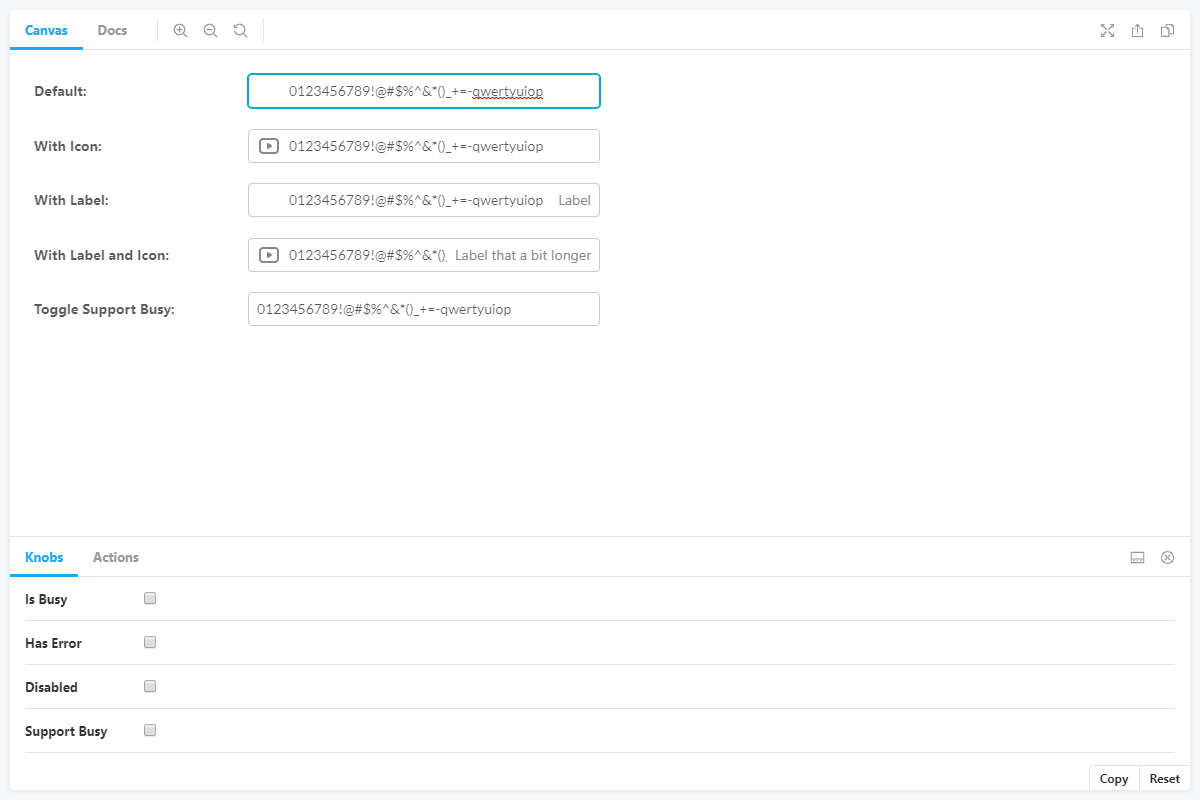 Canvas Docs
Default: 0123456789!@#$%^&*()_+=-qwertyuiop
With Icon: 0123456789!@#$%^&*()_+=-qwertyuiop
With Label: 0123456789!@#$%^&*()_+=-qwertyuiop Label
With Label and Icon: 0123456789!@#$%^&*()_ Label that a bit longer
Toggle Support Busy: 0123456789!@#$%^&*()_+=-qwertyuiop
Knobs Actions
Is Busy
Has Error
Disabled
Support Busy
Copy Reset